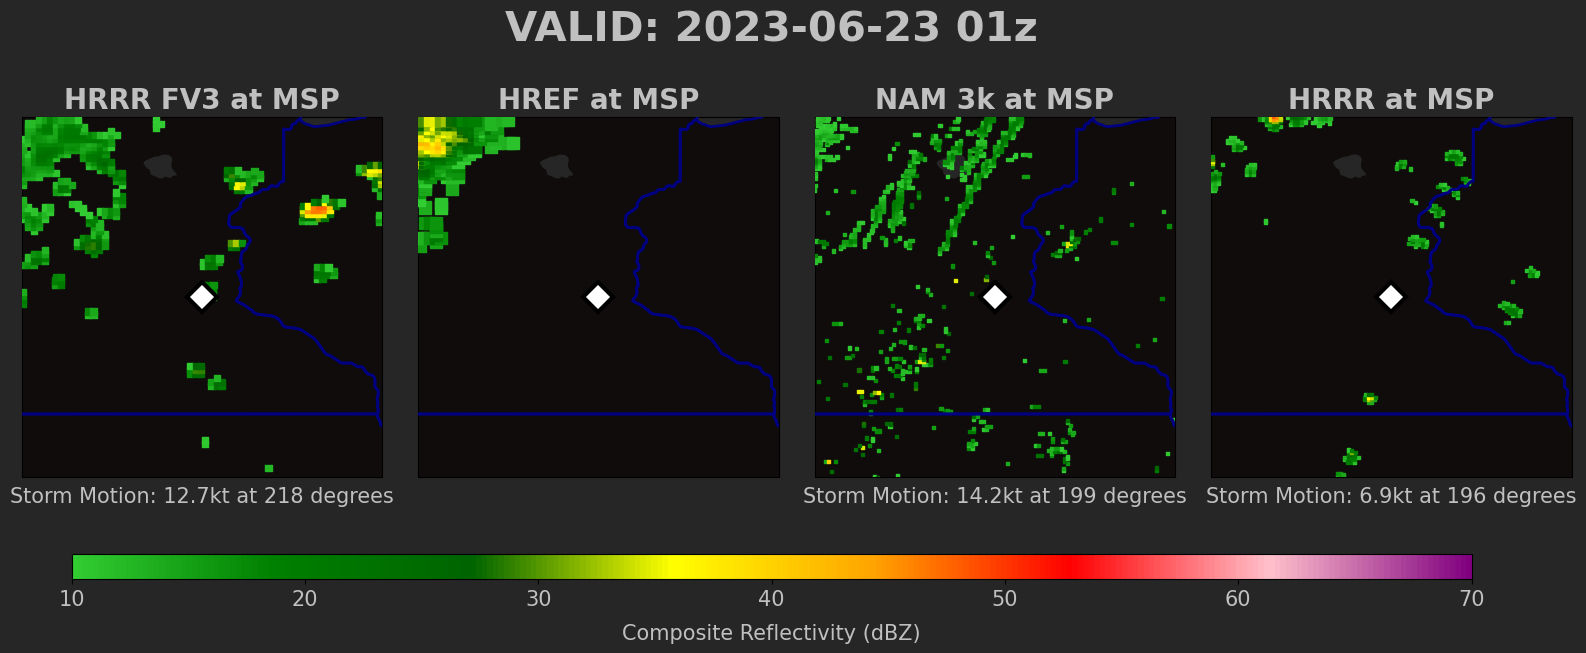 VALID: 2023-06-23 01z
HRRR FV3 at MSP
HREF at MSP
NAM 3k at MSP
HRRR at MSP
Storm Motion: 12.7kt at 218 degrees
Storm Motion: 14.2kt at 199 degrees
Storm Motion: 6.9kt at 196 degrees
10 20 30 40 50 60 70
Composite Reflectivity (dBZ)